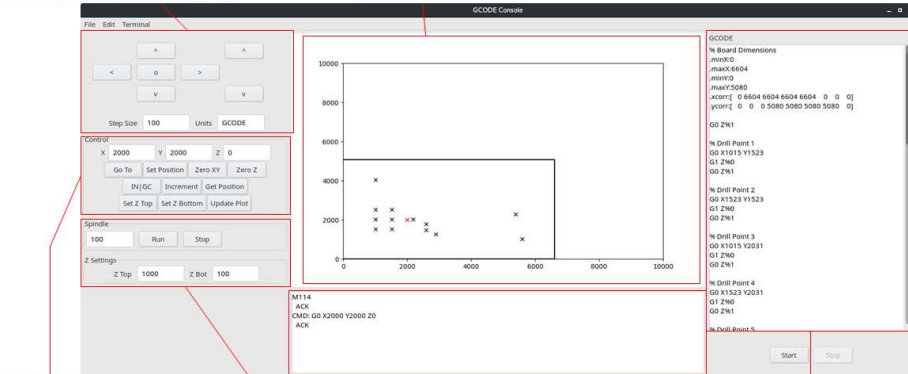 GCODE Console
File Edit Terminal
^ ^
< o >
v v
Step Size 100 Units GCODE
Control
X 2000 Y 2000 Z 0
Go To Set Position Zero XY Zero Z
IN|GC Increment Get Position
Set Z Top Set Z Bottom Update Plot
Spindle
100 Run Stop
Z Settings
Z Top 1000 Z Bot 100
10000
8000
6000
4000
2000
0
0 2000 4000 6000 8000 10000
M114
ACK
CMD: G0 X2000 Y2000 Z0
ACK
GCODE
% Board Dimensions
.minX:0
.maxX:6604
.minY:0
.maxY:5080
.xcorr:[ 0 6604 6604 6604 6604 0 0 0]
.ycorr:[ 0 0 0 5080 5080 5080 5080 0]
G0 Z%1
% Drill Point 1
G0 X1015 Y1523
G1 Z%0
G0 Z%1
% Drill Point 2
G0 X1523 Y1523
G1 Z%0
G0 Z%1
% Drill Point 3
G0 X1015 Y2031
G1 Z%0
G0 Z%1
% Drill Point 4
G0 X1523 Y2031
G1 Z%0
G0 Z%1
% Drill Point 5
Start Stop